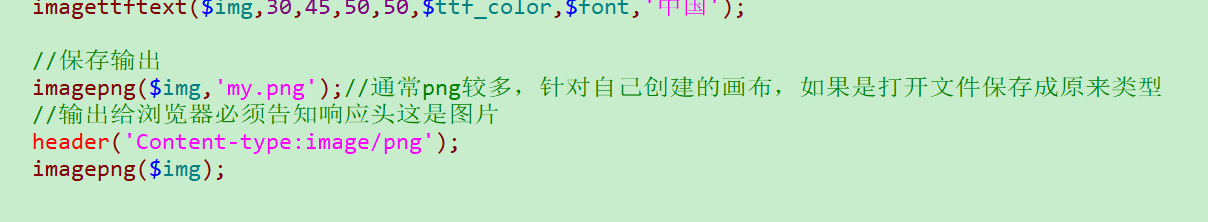 imagettftext($img,30,45,50,50,$ttf_color,$font,'中国');
//保存输出
imagepng($img,'my.png');//通常png较多，针对自己创建的画布，如果是打开文件保存成原来类型
//输出给浏览器必须告知响应头这是图片
header('Content-type:image/png');
imagepng($img);